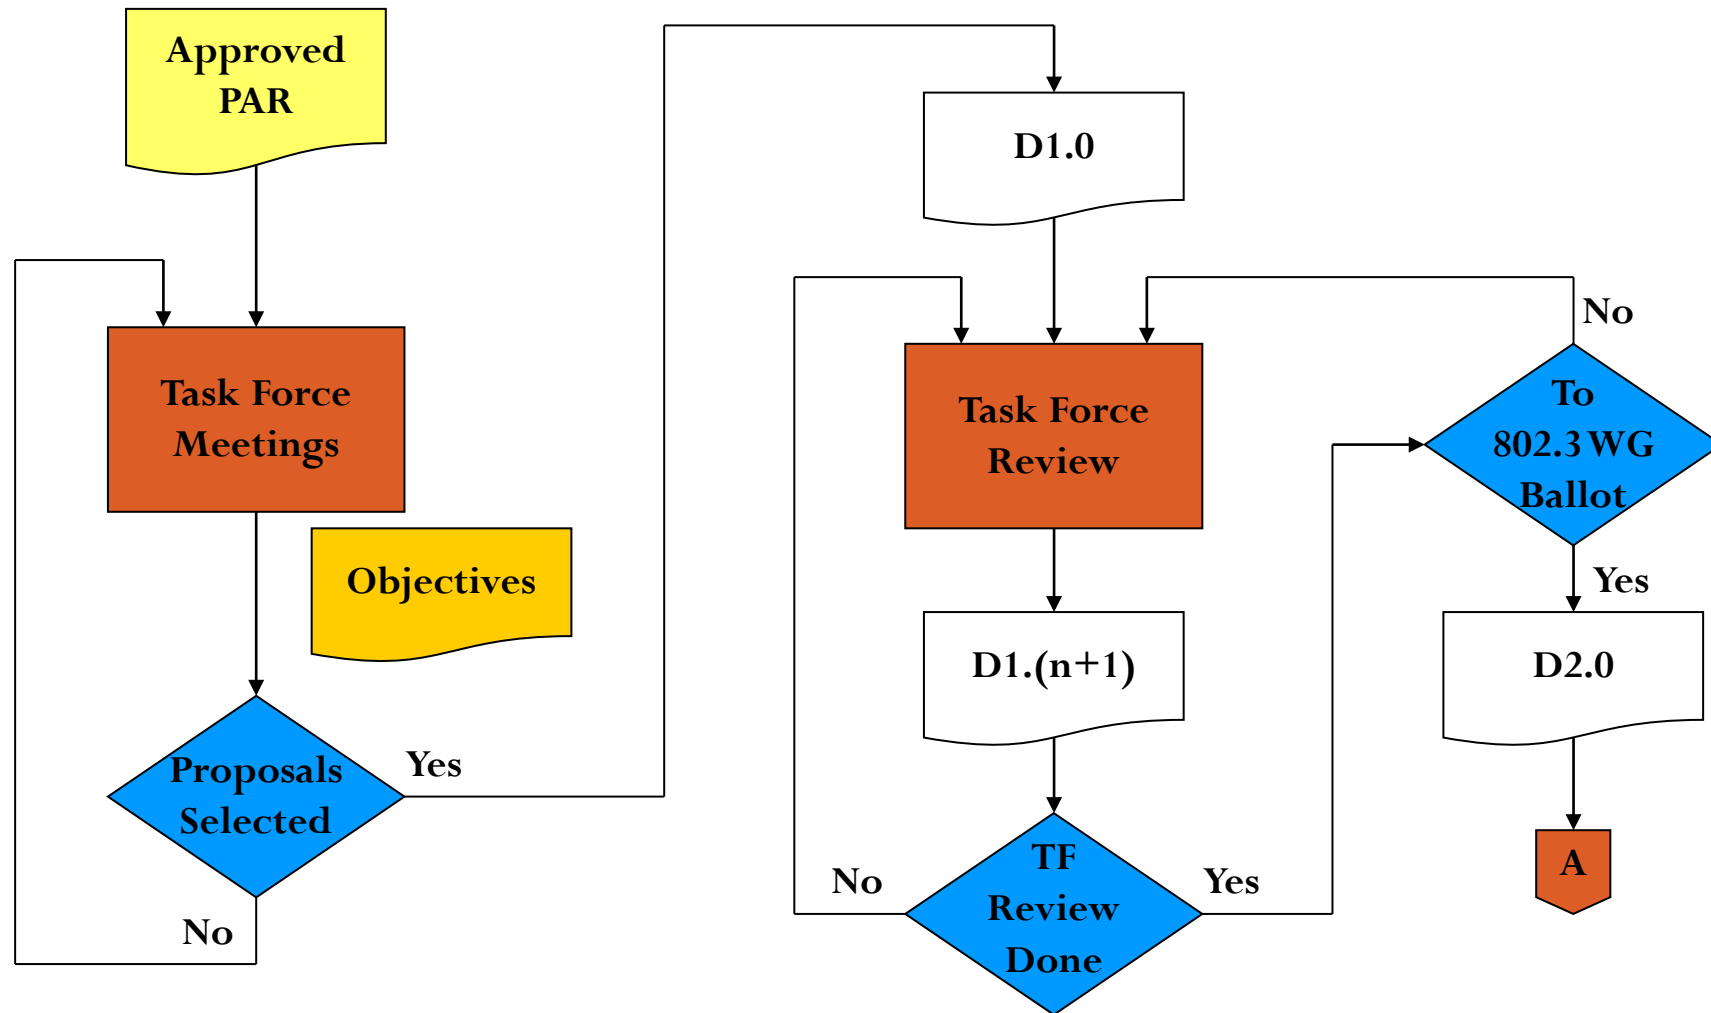 Approved
PAR
Task Force
Meetings
Objectives
Proposals
Selected
Yes
No
D1.0
Task Force
Review
D1.(n+1)
TF
Review
Done
No
Yes
To
802.3 WG
Ballot
No
Yes
D2.0
A